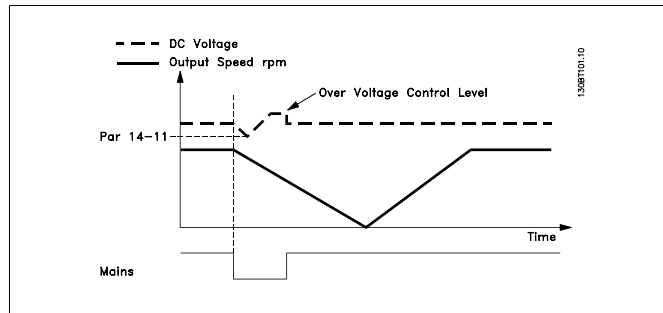 DC Voltage
Output Speed rpm
Over Voltage Control Level
Par 14-11
Time
Mains
130BT101.10